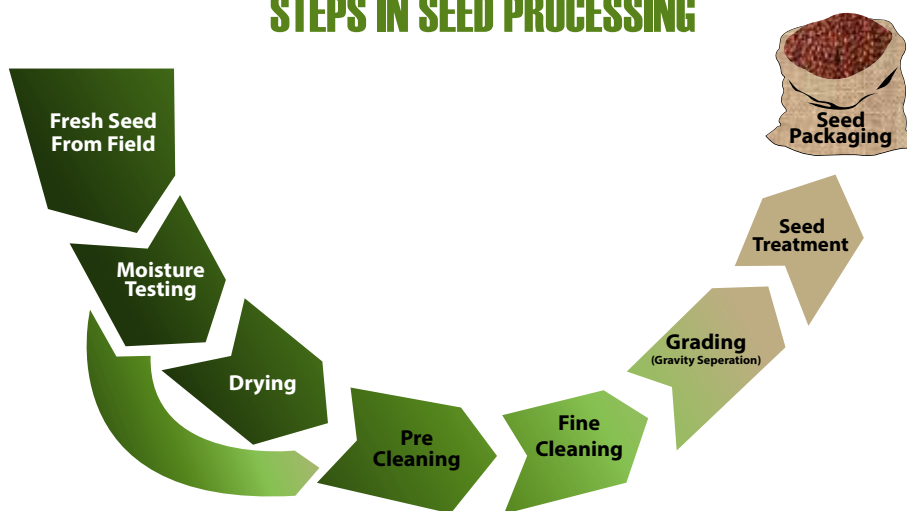 STEPS IN SEED PROCESSING
Fresh Seed
From Field
Moisture
Testing
Drying
Pre
Cleaning
Fine
Cleaning
Grading
(Gravity Seperation)
Seed
Treatment
Seed
Packaging